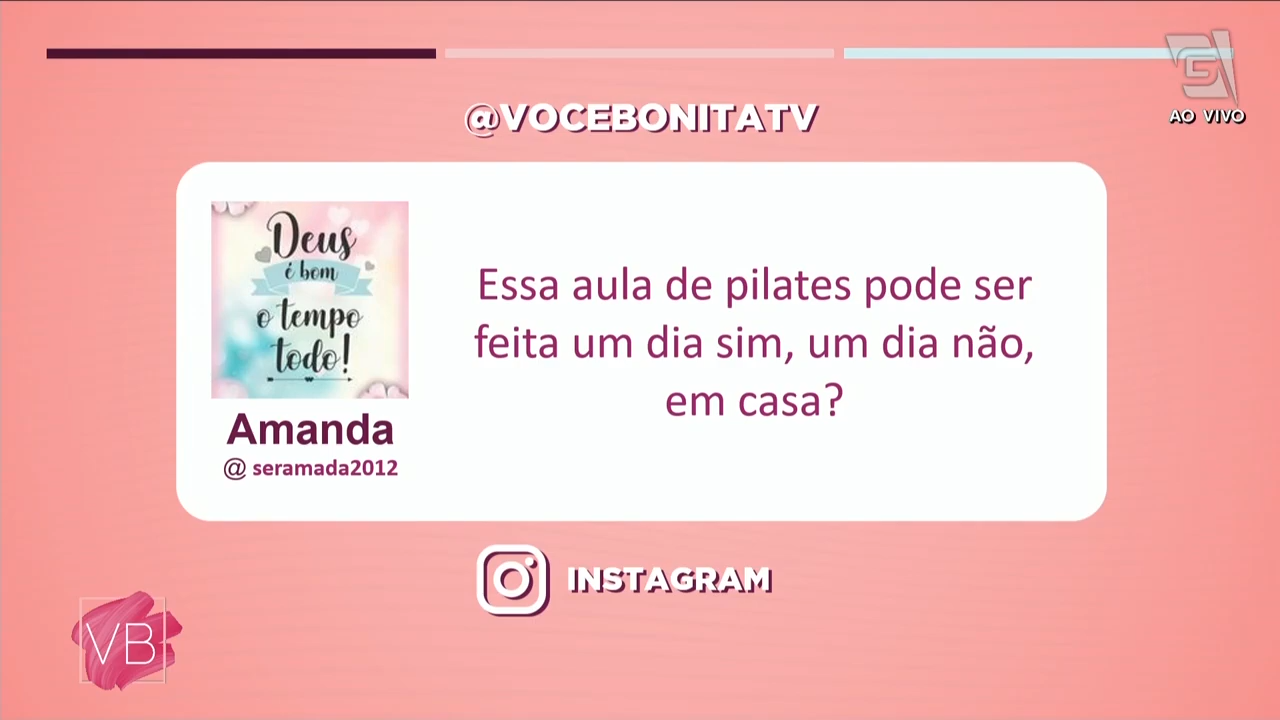 @VOCEBONITATV
AO VIVO
Deus
é bom
o tempo
todo!
Amanda
@ seramada2012
Essa aula de pilates pode ser
feita um dia sim, um dia não,
em casa?
INSTAGRAM
VB